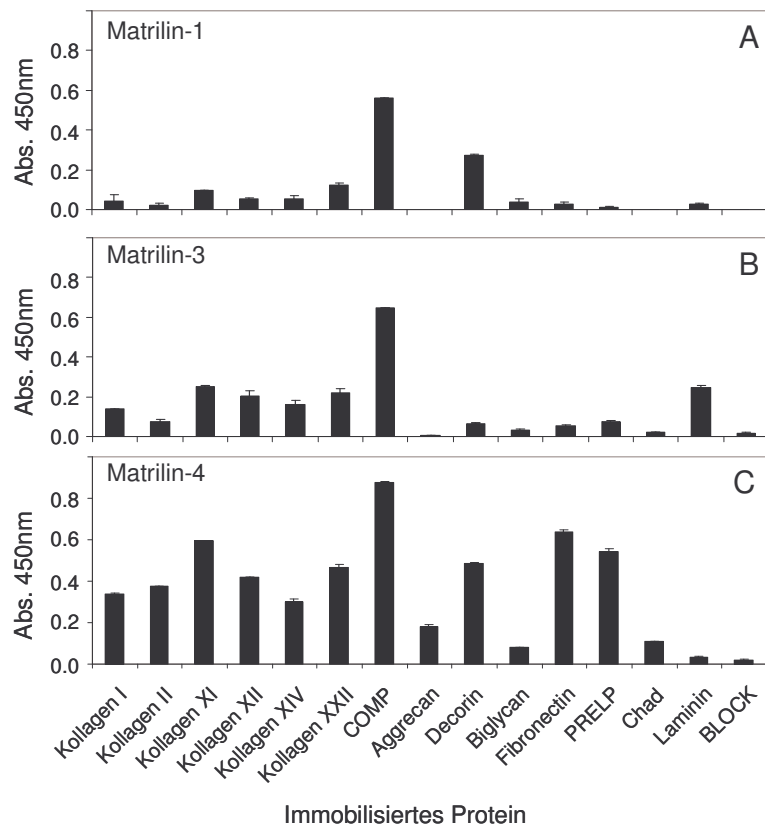 Matrilin-1
A
Abs. 450nm
0.8
0.6
0.4
0.2
0.0
Matrilin-3
B
Abs. 450nm
0.8
0.6
0.4
0.2
0.0
Matrilin-4
C
Abs. 450nm
0.8
0.6
0.4
0.2
0.0
Kollagen I
Kollagen II
Kollagen XI
Kollagen XII
Kollagen XIV
Kollagen XXII
COMP
Aggrecan
Decorin
Biglycan
Fibronectin
PRELP
Chad
Laminin
BLOCK
Immobilisiertes Protein